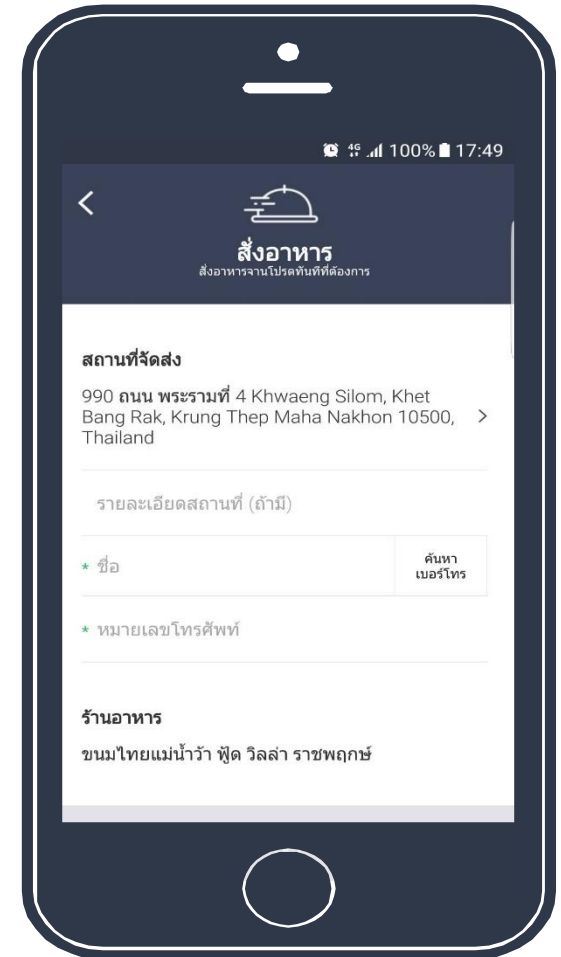 4G 100% 17:49
สั่งอาหาร
สั่งอาหารจานโปรดทันทีที่ต้องการ
สถานที่จัดส่ง
990 ถนน พระรามที่ 4 Khwaeng Silom, Khet
Bang Rak, Krung Thep Maha Nakhon 10500,
Thailand
รายละเอียดสถานที่ (ถ้ามี)
* ชื่อ
ค้นหา
เบอร์โทร
* หมายเลขโทรศัพท์
ร้านอาหาร
ขนมไทยแม่น้ำว้า ฟู้ด วิลล่า ราชพฤกษ์